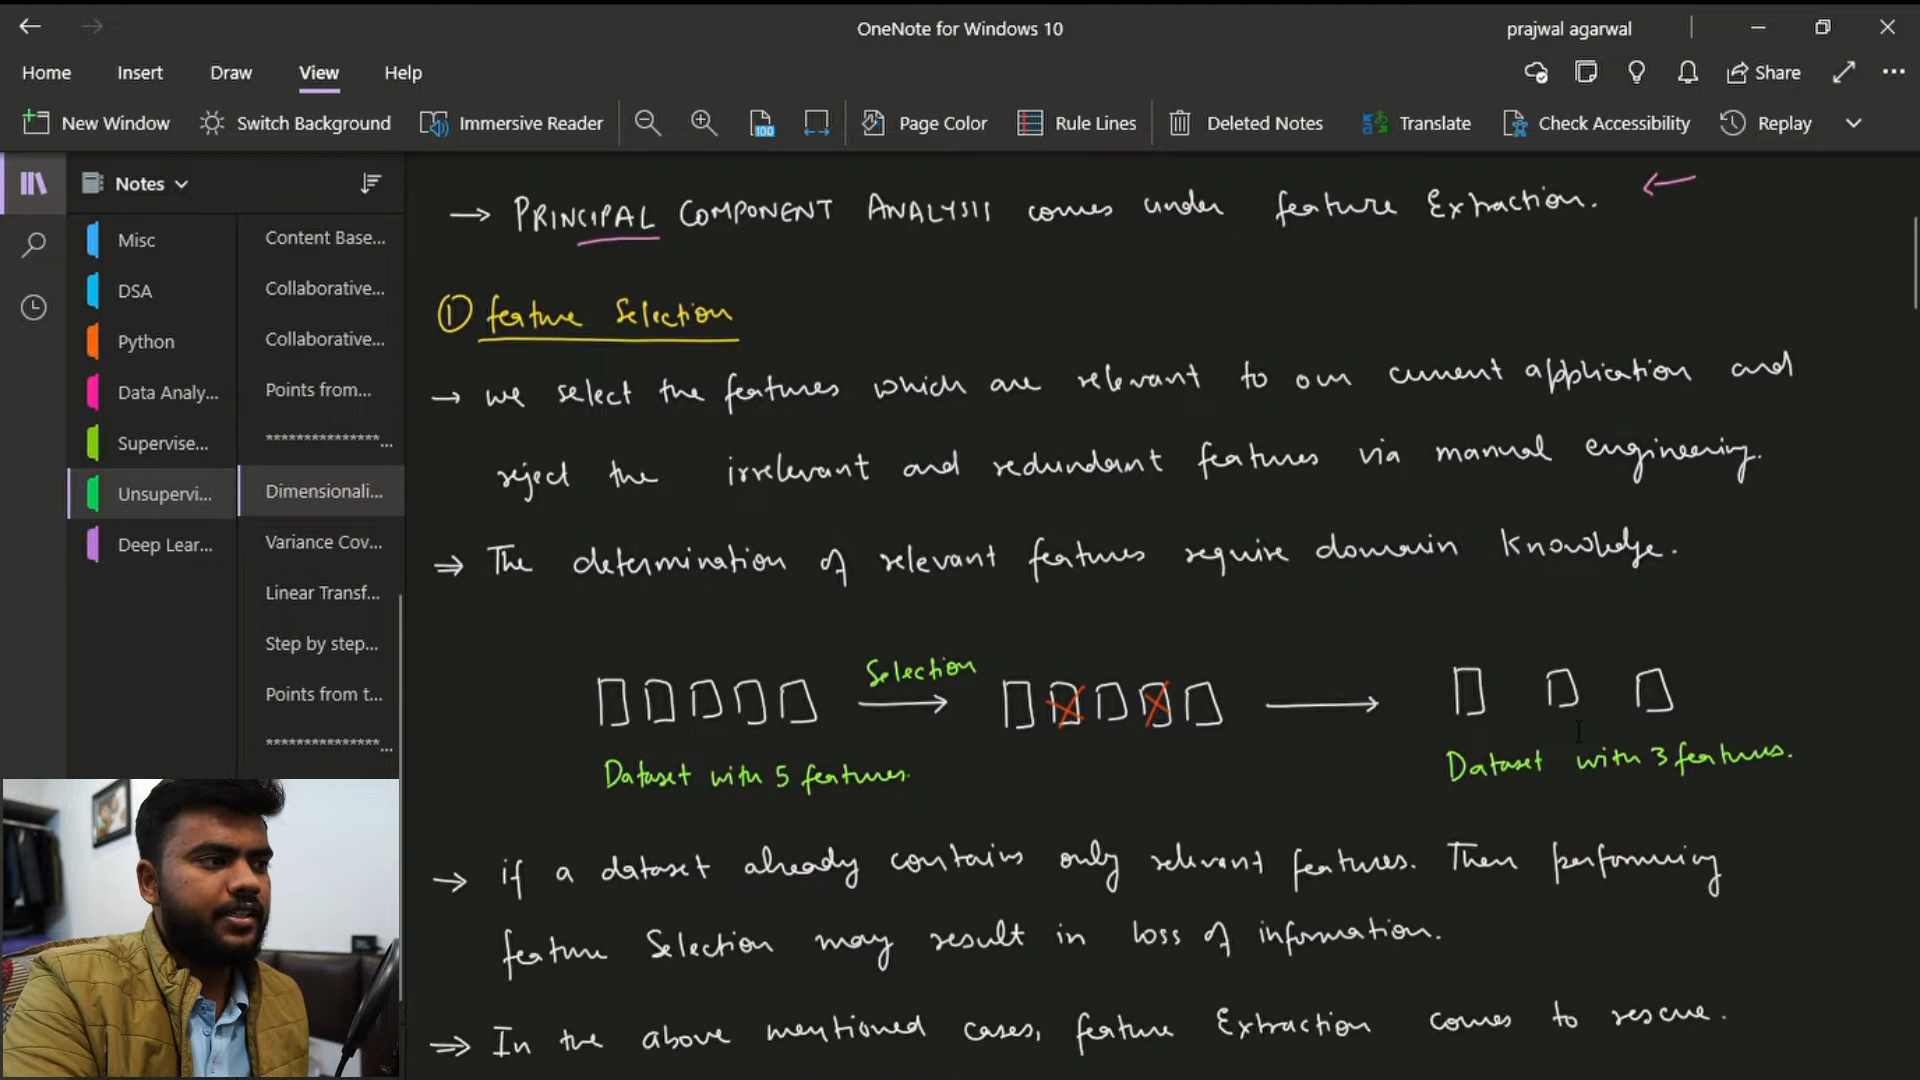 OneNote for Windows 10
prajwal agarwal
Home Insert Draw View Help
Share
New Window Switch Background Immersive Reader 100 Page Color Rule Lines Deleted Notes Translate Check Accessibility Replay
Notes
Misc
DSA
Python
Data Analy...
Supervise...
Unsupervi...
Deep Lear...
Content Base...
Collaborative...
Collaborative...
Points from...
***************...
Dimensionali...
Variance Cov...
Linear Transf...
Step by step...
Points from t...
***************...
→ PRINCIPAL COMPONENT ANALYSIS comes under feature Extraction. ←
① feature Selection
→ we select the features which are relevant to our current application and
reject the irrelevant and redundant features via manual engineering.
⇒ The determination of relevant features require domain knowledge.
Selection
Dataset with 5 features.
Dataset with 3 features.
→ if a dataset already contains only relevant features. Then performing
feature Selection may result in loss of information.
⇒ In the above mentioned cases, feature Extraction comes to rescue.